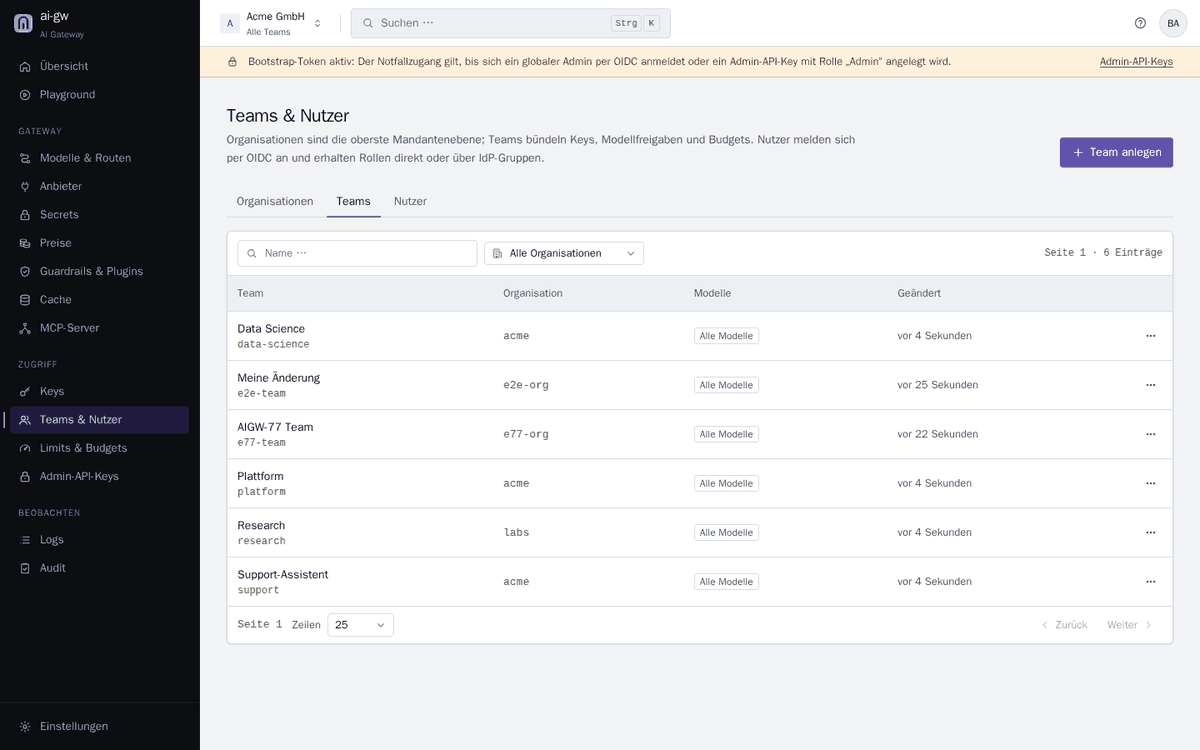 ai-gw
AI Gateway
Übersicht
Playground
GATEWAY
Modelle & Routen
Anbieter
Secrets
Preise
Guardrails & Plugins
Cache
MCP-Server
ZUGRIFF
Keys
Teams & Nutzer
Limits & Budgets
Admin-API-Keys
BEOBACHTEN
Logs
Audit
Einstellungen
A
Acme GmbH
Alle Teams
Suchen ···
Strg K
BA
Bootstrap-Token aktiv: Der Notfallzugang gilt, bis sich ein globaler Admin per OIDC anmeldet oder ein Admin-API-Key mit Rolle „Admin“ angelegt wird.
Admin-API-Keys
Teams & Nutzer
Organisationen sind die oberste Mandantenebene; Teams bündeln Keys, Modellfreigaben und Budgets. Nutzer melden sich
per OIDC an und erhalten Rollen direkt oder über IdP-Gruppen.
+ Team anlegen
Organisationen Teams Nutzer
Name ···
Alle Organisationen
Seite 1 · 6 Einträge
Team Organisation Modelle Geändert
Data Science
data-science
acme
Alle Modelle
vor 4 Sekunden
Meine Änderung
e2e-team
e2e-org
Alle Modelle
vor 25 Sekunden
AIGW-77 Team
e77-team
e77-org
Alle Modelle
vor 22 Sekunden
Plattform
platform
acme
Alle Modelle
vor 4 Sekunden
Research
research
labs
Alle Modelle
vor 4 Sekunden
Support-Assistent
support
acme
Alle Modelle
vor 4 Sekunden
Seite 1 Zeilen 25
Zurück Weiter